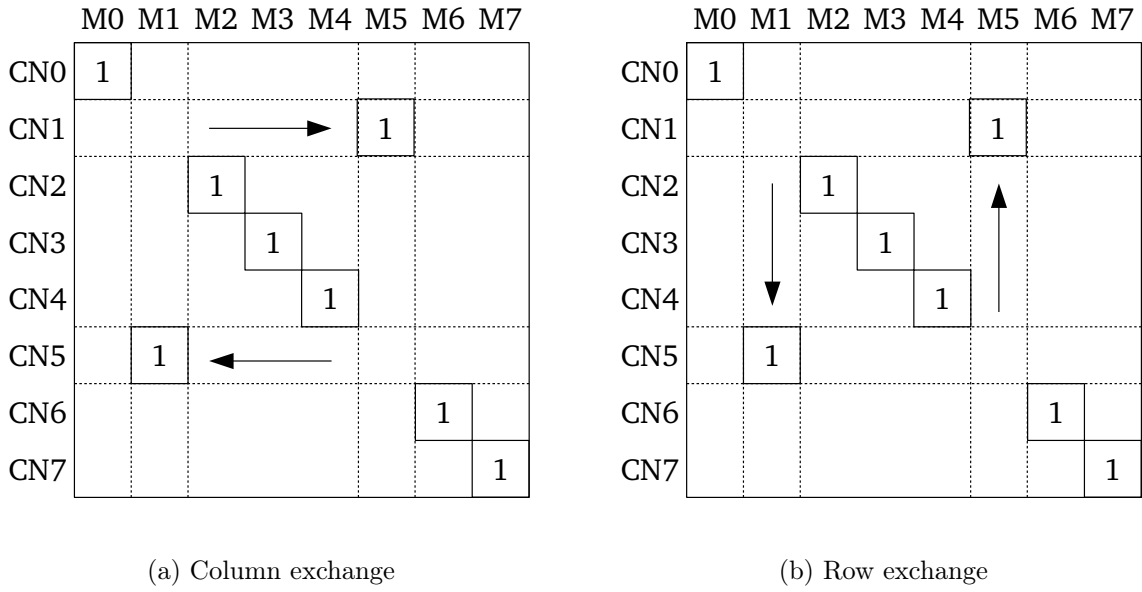 M0 M1 M2 M3 M4 M5 M6 M7
CN0 1
CN1 1
CN2 1
CN3 1
CN4 1
CN5 1
CN6 1
CN7 1
(a) Column exchange
M0 M1 M2 M3 M4 M5 M6 M7
CN0 1
CN1 1
CN2 1
CN3 1
CN4 1
CN5 1
CN6 1
CN7 1
(b) Row exchange